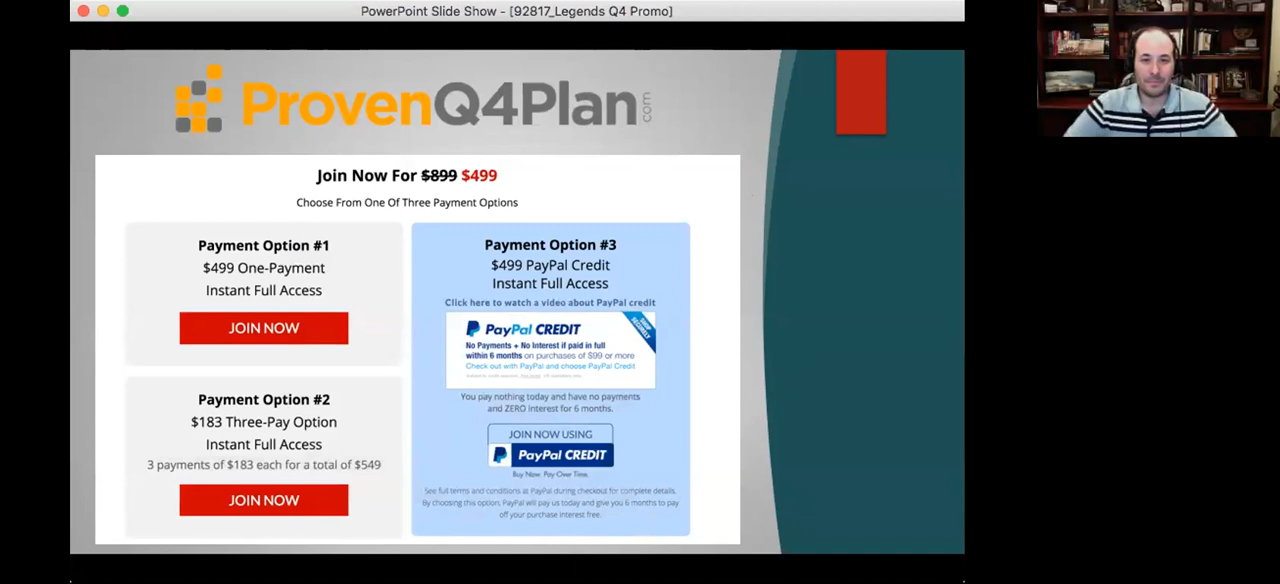 PowerPoint Slide Show - [92817_Legends Q4 Promo]
ProvenQ4Plan.com
Join Now For $899 $499
Choose From One Of Three Payment Options
Payment Option #1
$499 One-Payment
Instant Full Access
JOIN NOW
Payment Option #2
$183 Three-Pay Option
Instant Full Access
3 payments of $183 each for a total of $549
JOIN NOW
Payment Option #3
$499 PayPal Credit
Instant Full Access
Click here to watch a video about PayPal credit
PayPal CREDIT
SHOP SECURELY
No Payments + No Interest if paid in full
within 6 months on purchases of $99 or more
Check out with PayPal and choose PayPal Credit
You pay nothing today and have no payments
and ZERO interest for 6 months.
JOIN NOW USING
PayPal CREDIT
Buy Now. Pay Over Time.
See full terms and conditions at PayPal during checkout for complete details.
By choosing this option, PayPal will pay us today and give you 6 months to pay
off your purchase interest free.